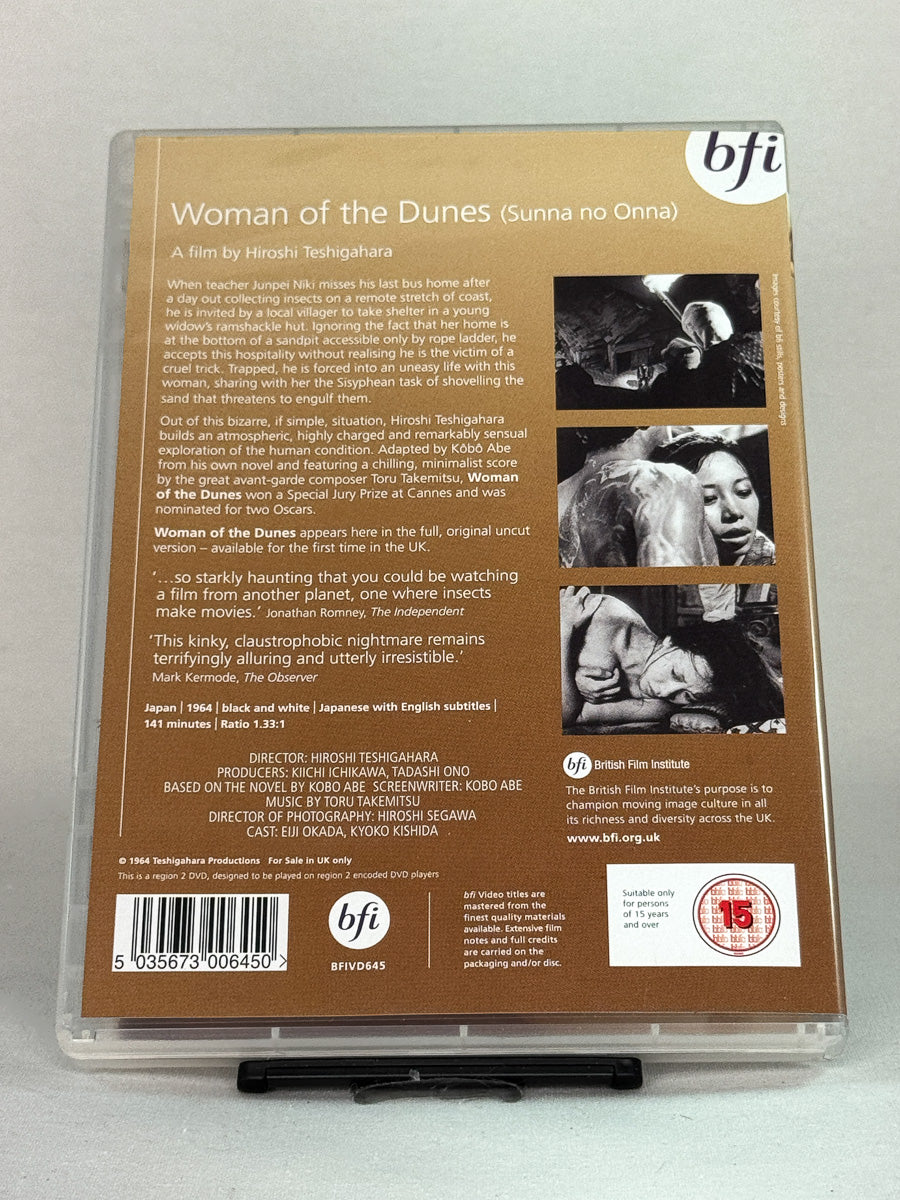 bfi
Woman of the Dunes (Sunna no Onna)
A film by Hiroshi Teshigahara
When teacher Junpei Niki misses his last bus home after
a day out collecting insects on a remote stretch of coast,
he is invited by a local villager to take shelter in a young
widow's ramshackle hut. Ignoring the fact that her home is
at the bottom of a sandpit accessible only by rope ladder, he
accepts this hospitality without realising he is the victim of a
cruel trick. Trapped, he is forced into an uneasy life with this
woman, sharing with her the Sisyphean task of shovelling the
sand that threatens to engulf them.
Out of this bizarre, if simple, situation, Hiroshi Teshigahara
builds an atmospheric, highly charged and remarkably sensual
exploration of the human condition. Adapted by Kôbô Abe
from his own novel and featuring a chilling, minimalist score
by the great avant-garde composer Toru Takemitsu, Woman
of the Dunes won a Special Jury Prize at Cannes and was
nominated for two Oscars.
Woman of the Dunes appears here in the full, original uncut
version – available for the first time in the UK.
'...so starkly haunting that you could be watching
a film from another planet, one where insects
make movies.' Jonathan Romney, The Independent
'This kinky, claustrophobic nightmare remains
terrifyingly alluring and utterly irresistible.'
Mark Kermode, The Observer
Japan | 1964 | black and white | Japanese with English subtitles |
141 minutes | Ratio 1.33:1
DIRECTOR: HIROSHI TESHIGAHARA
PRODUCERS: KIICHI ICHIKAWA, TADASHI ONO
BASED ON THE NOVEL BY KOBO ABE SCREENWRITER: KOBO ABE
MUSIC BY TORU TAKEMITSU
DIRECTOR OF PHOTOGRAPHY: HIROSHI SEGAWA
CAST: EIJI OKADA, KYOKO KISHIDA
© 1964 Teshigahara Productions For Sale in UK only
This is a region 2 DVD, designed to be played on region 2 encoded DVD players
5 035673 006450 >
bfi
BFIVD645
bfi Video titles are
mastered from the
finest quality materials
available. Extensive film
notes and full credits
are carried on the
packaging and/or disc.
Images courtesy of bfi stills, posters and designs
bfi British Film Institute
The British Film Institute's purpose is to
champion moving image culture in all
its richness and diversity across the UK.
www.bfi.org.uk
Suitable only
for persons
of 15 years
and over
15